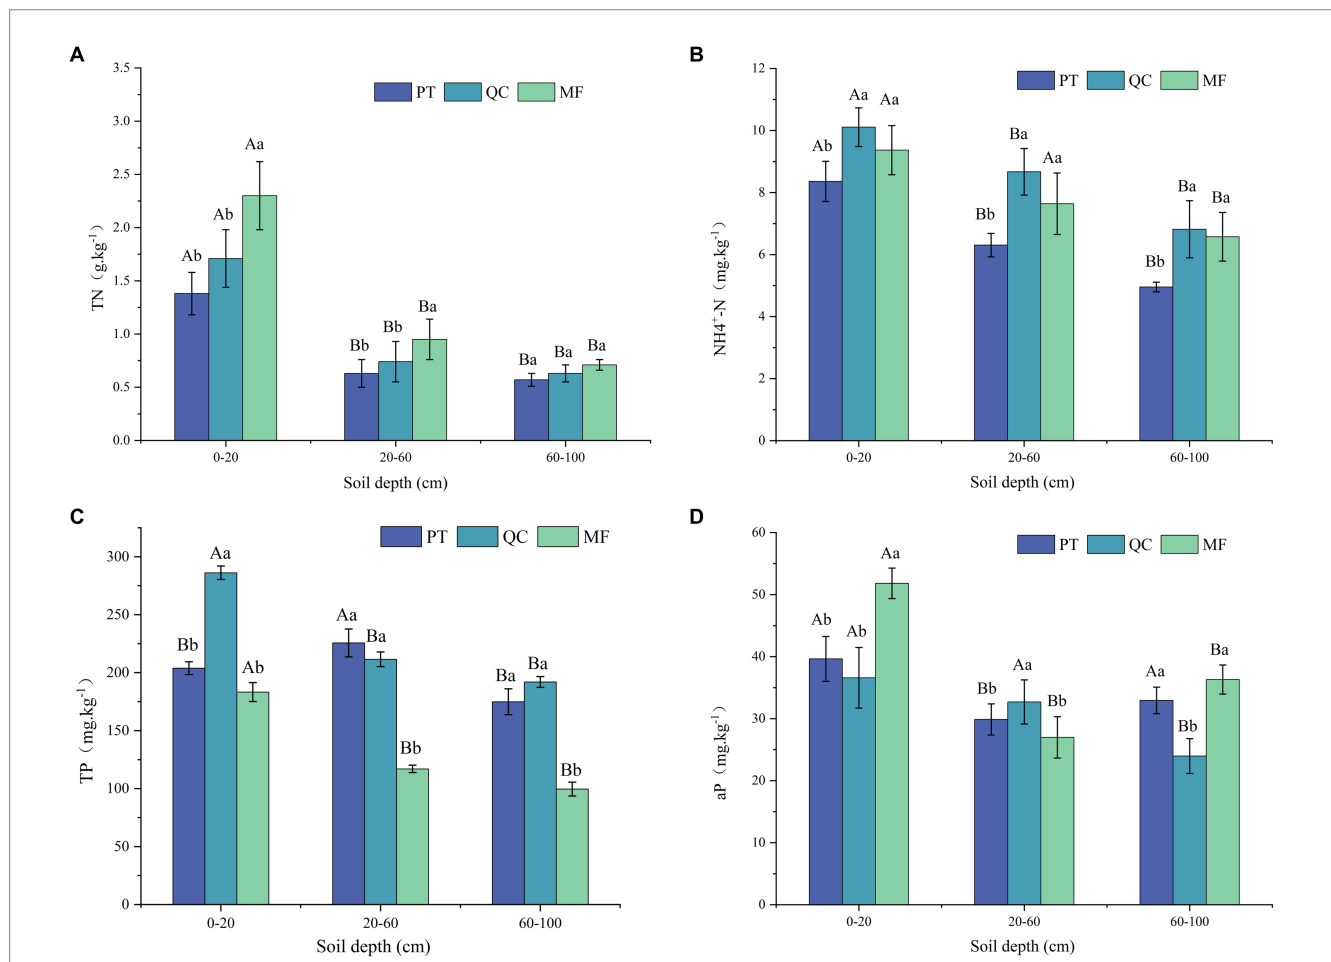 A
PT QC MF
3.5
3.0
2.5
2.0
1.5
1.0
0.5
0.0
TN（g.kg-1)
Ab Ab Aa
Bb Bb Ba
Ba Ba Ba
0-20 20-60 60-100
Soil depth (cm)
B
PT QC MF
12
10
8
6
4
2
0
NH4+-N（mg.kg-1)
Ab Aa Aa
Bb Ba Aa
Bb Ba Ba
0-20 20-60 60-100
Soil depth (cm)
C
PT QC MF
300
250
200
150
100
50
0
TP（mg.kg-1)
Bb Aa Ab
Aa Ba Bb
Ba Ba Bb
0-20 20-60 60-100
Soil depth (cm)
D
PT QC MF
60
50
40
30
20
10
0
aP（mg.kg-1)
Ab Ab Aa
Bb Aa Bb
Aa Bb Ba
0-20 20-60 60-100
Soil depth (cm)